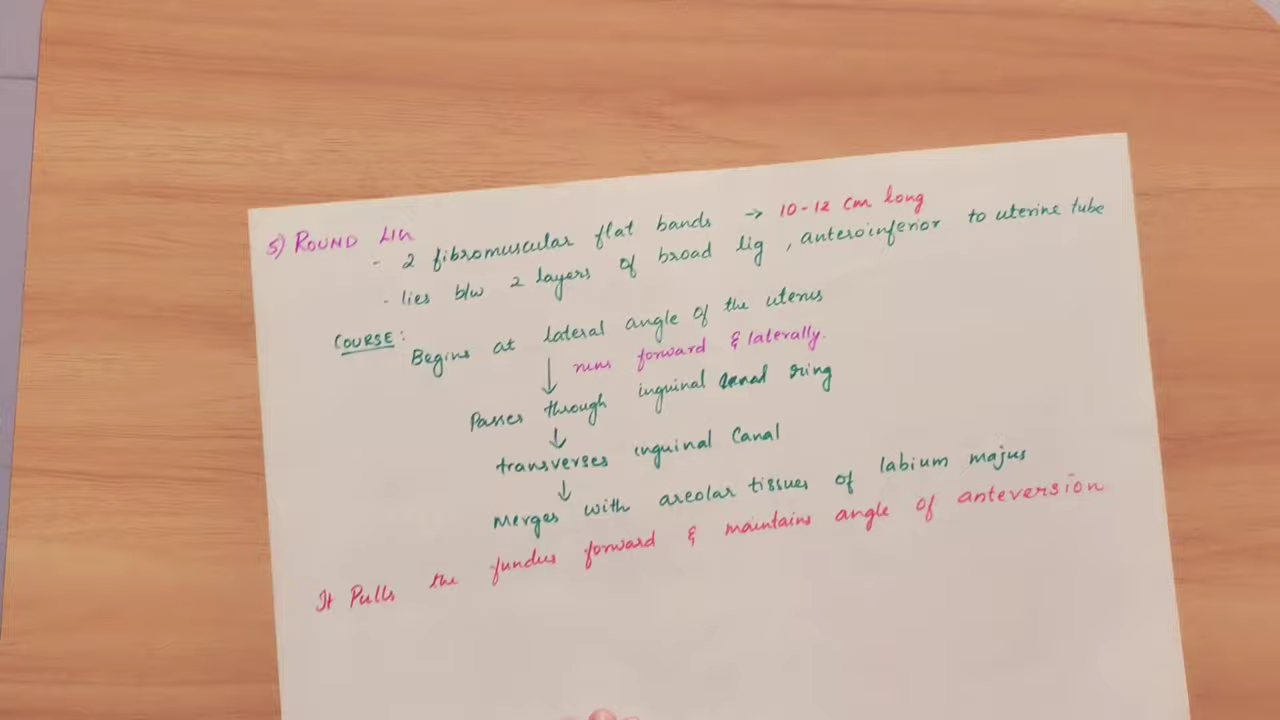 5) ROUND LIG
- 2 fibromuscular flat bands → 10-12 cm long
- lies b/w 2 layers of broad lig, anteroinferior to uterine tube
COURSE:
Begins at lateral angle of the uterus
↓ runs forward & laterally.
Passes through inguinal canal ring
↓
transverses inguinal canal
↓
Merges with areolar tissues of labium majus
It Pulls the fundus forward & maintains angle of anteversion